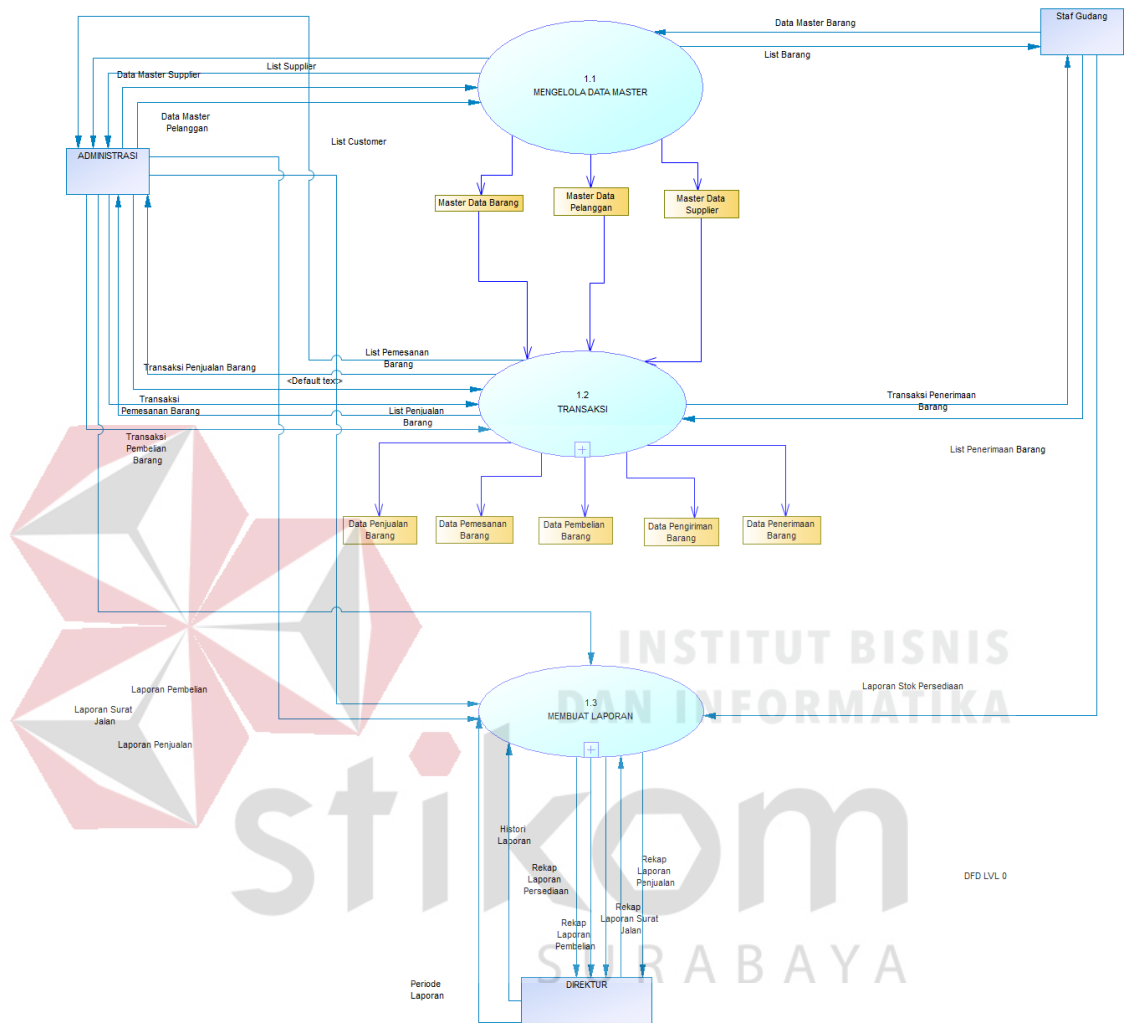 Staf Gudang
Data Master Barang
List Barang
List Supplier
Data Master Supplier
1.1
MENGELOLA DATA MASTER
Data Master
Pelanggan
List Customer
ADMINISTRASI
Master Data Barang
Master Data
Pelanggan
Master Data
Supplier
List Pemesanan
Barang
Transaksi Penjualan Barang
<Default text>
Transaksi
Pemesanan Barang
List Penjualan
Barang
1.2
TRANSAKSI
Transaksi Penerimaan
Barang
Transaksi
Pembelian
Barang
List Penerimaan Barang
Data Penjualan
Barang
Data Pemesanan
Barang
Data Pembelian
Barang
Data Pengiriman
Barang
Data Penerimaan
Barang
INSTITUT BISNIS
DAN INFORMATIKA
Laporan Pembelian
Laporan Surat
Jalan
Laporan Penjualan
1.3
MEMBUAT LAPORAN
Laporan Stok Persediaan
stikom
SURABAYA
Histori
Laporan
Rekap
Laporan
Persediaan
Rekap
Laporan
Pembelian
Rekap
Laporan Surat
Jalan
Rekap
Laporan
Penjualan
DFD LVL 0
Periode
Laporan
DIREKTUR